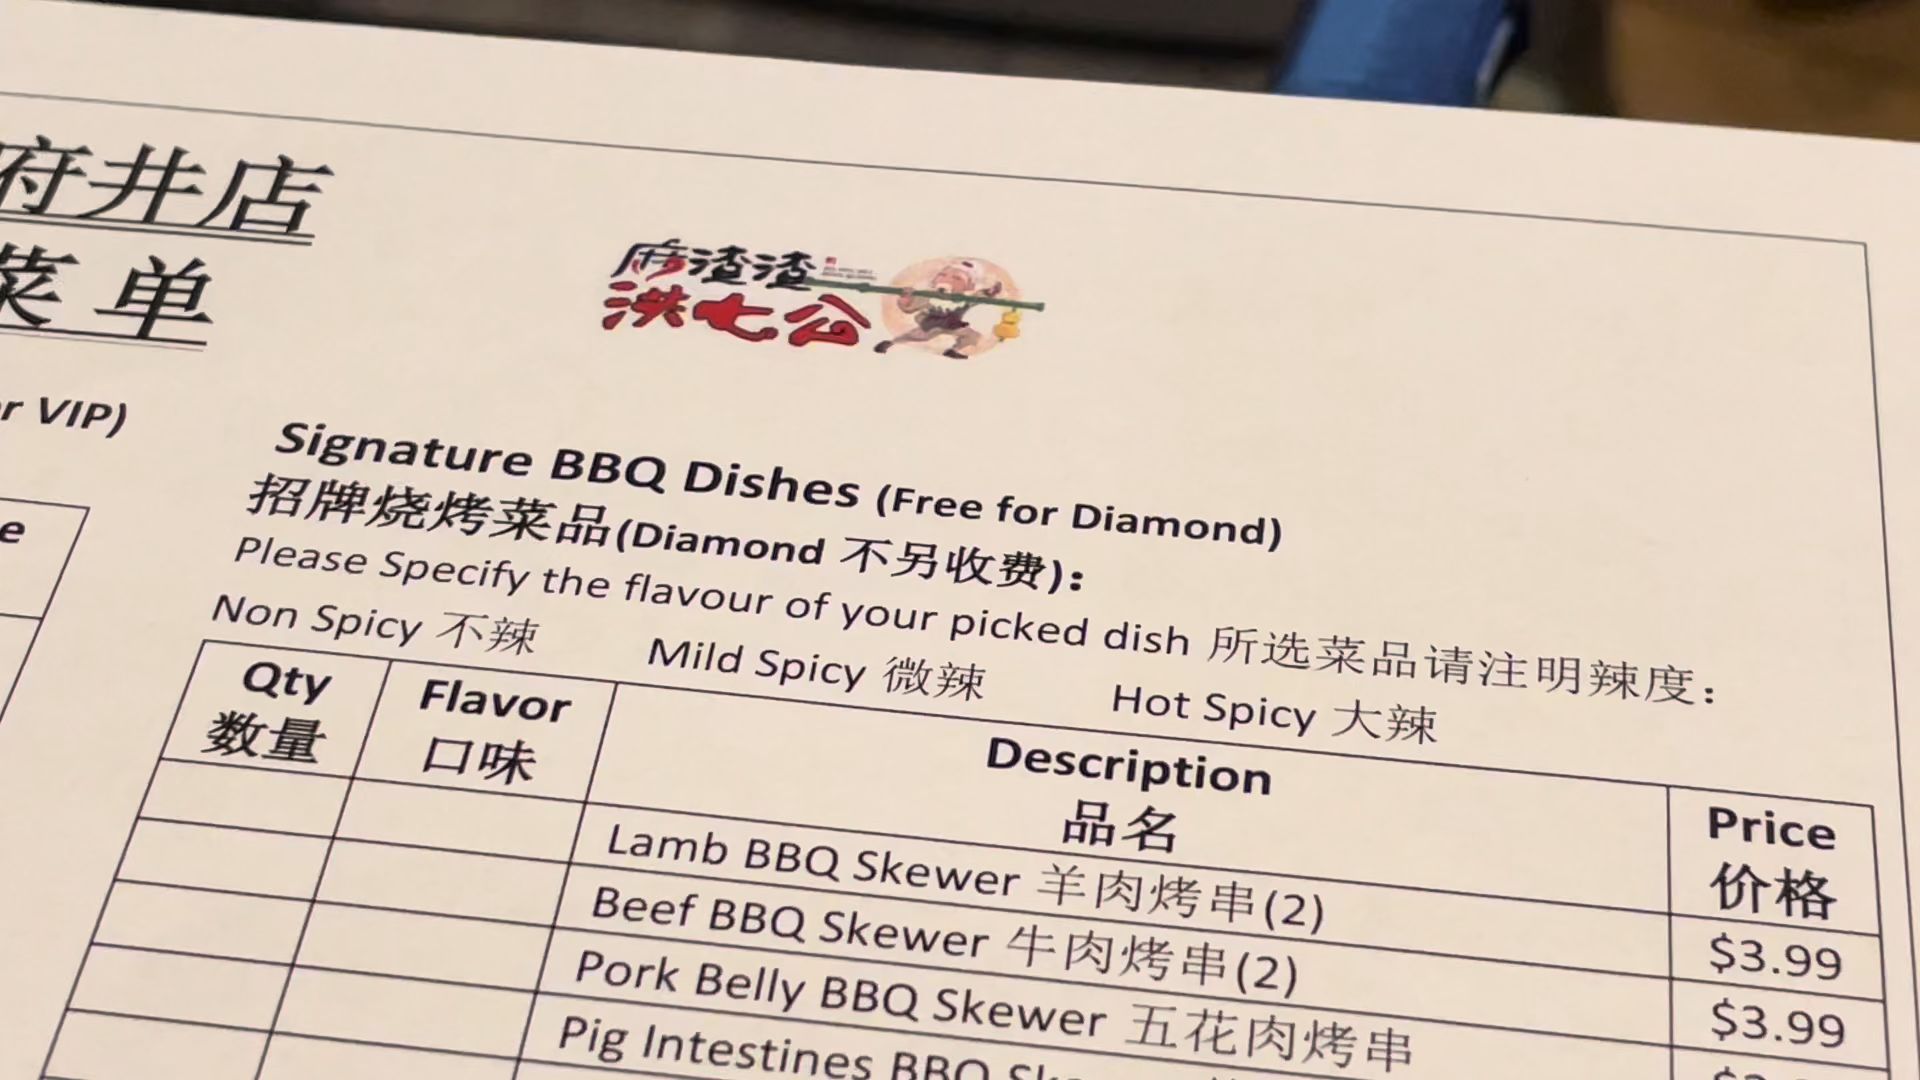 府井店
菜单
r VIP)
e
麻渣渣
洪七公
Signature BBQ Dishes (Free for Diamond)
招牌烧烤菜品(Diamond 不另收费):
Please Specify the flavour of your picked dish 所选菜品请注明辣度:
Non Spicy 不辣 Mild Spicy 微辣 Hot Spicy 大辣
Qty Flavor Description Price
数量 口味 品名 价格
Lamb BBQ Skewer 羊肉烤串(2) $3.99
Beef BBQ Skewer 牛肉烤串(2) $3.99
Pork Belly BBQ Skewer 五花肉烤串
Pig Intestines BBQ